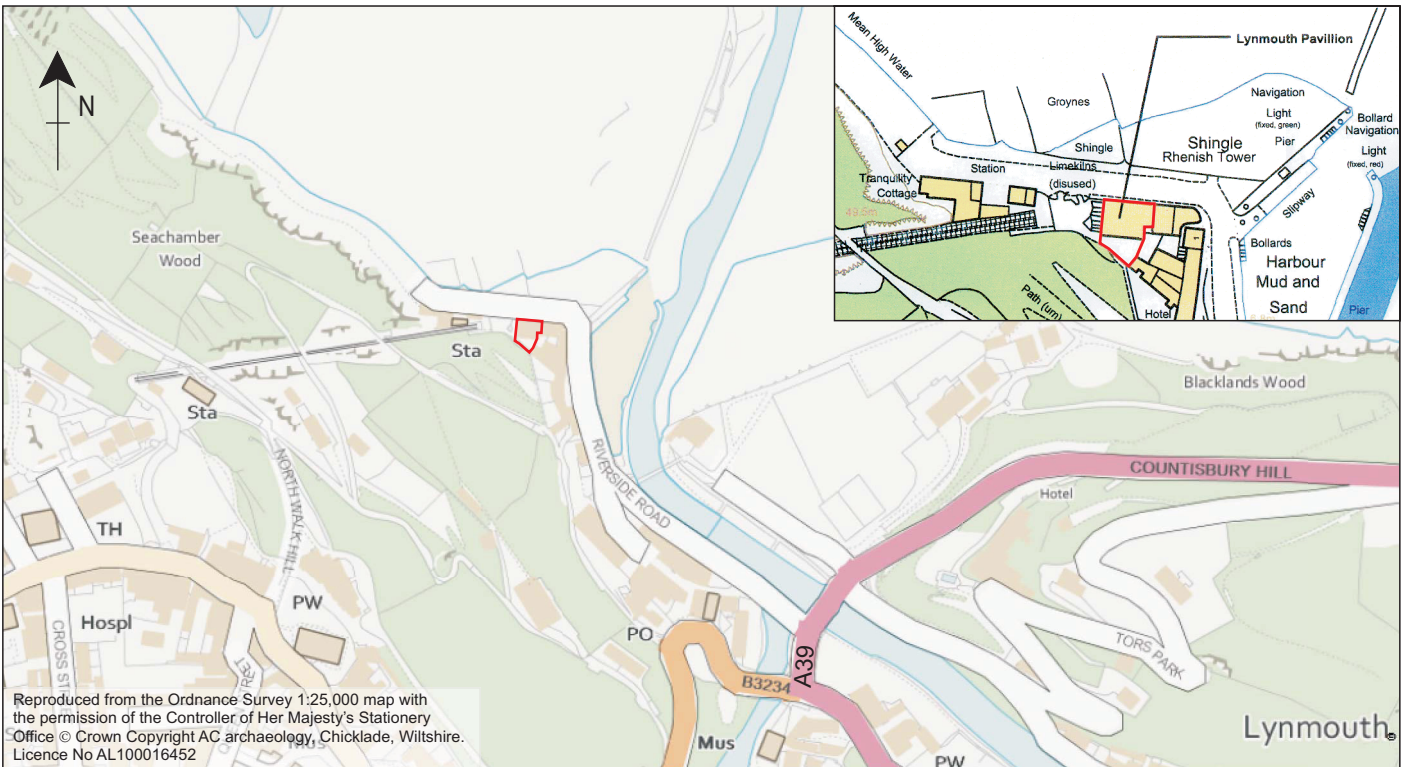 N
Seachamber
Wood
Sta
Sta
NORTH WALK HILL
TH
PW
Hospl
CROSS STREET
PO
RIVERSIDE ROAD
B3234
A39
Mus
PW
COUNTISBURY HILL
Hotel
Blacklands Wood
TORS PARK
Lynmouth
Reproduced from the Ordnance Survey 1:25,000 map with
the permission of the Controller of Her Majesty's Stationery
Office © Crown Copyright AC archaeology, Chicklade, Wiltshire.
Licence No AL100016452
Mus
Mean High Water
Lynmouth Pavillion
Groynes
Navigation
Light
(fixed, green)
Pier
Bollard
Navigation
Light
(fixed, red)
Shingle
Shingle
Rhenish Tower
Station
Limekilns
(disused)
Tranquility
Cottage
49.5m
Slipway
Bollards
Harbour
Mud and
Sand
Path (um)
Hotel
1
Pier